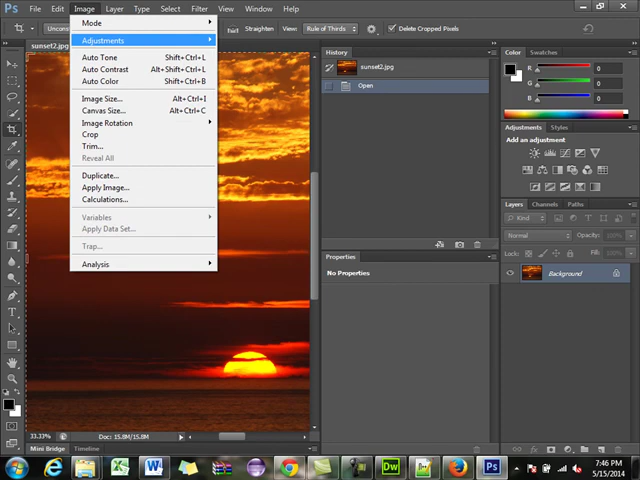 Ps File Edit Image Layer Type Select Filter View Window Help
Straighten View: Rule of Thirds Delete Cropped Pixels
sunset2.jpg
Mode
Adjustments
Auto Tone Shift+Ctrl+L
Auto Contrast Alt+Shift+Ctrl+L
Auto Color Shift+Ctrl+B
Image Size... Alt+Ctrl+I
Canvas Size... Alt+Ctrl+C
Image Rotation
Crop
Trim...
Reveal All
Duplicate...
Apply Image...
Calculations...
Variables
Apply Data Set...
Trap...
Analysis
History
sunset2.jpg
Open
Properties
No Properties
Color Swatches
R 0
G 0
B 0
Adjustments Styles
Add an adjustment
Layers Channels Paths
Kind
Normal Opacity:
Lock: Fill:
Background
33.33% Doc: 15.8M/15.8M
Mini Bridge Timeline
Dw
Ps
7:46 PM
5/15/2014